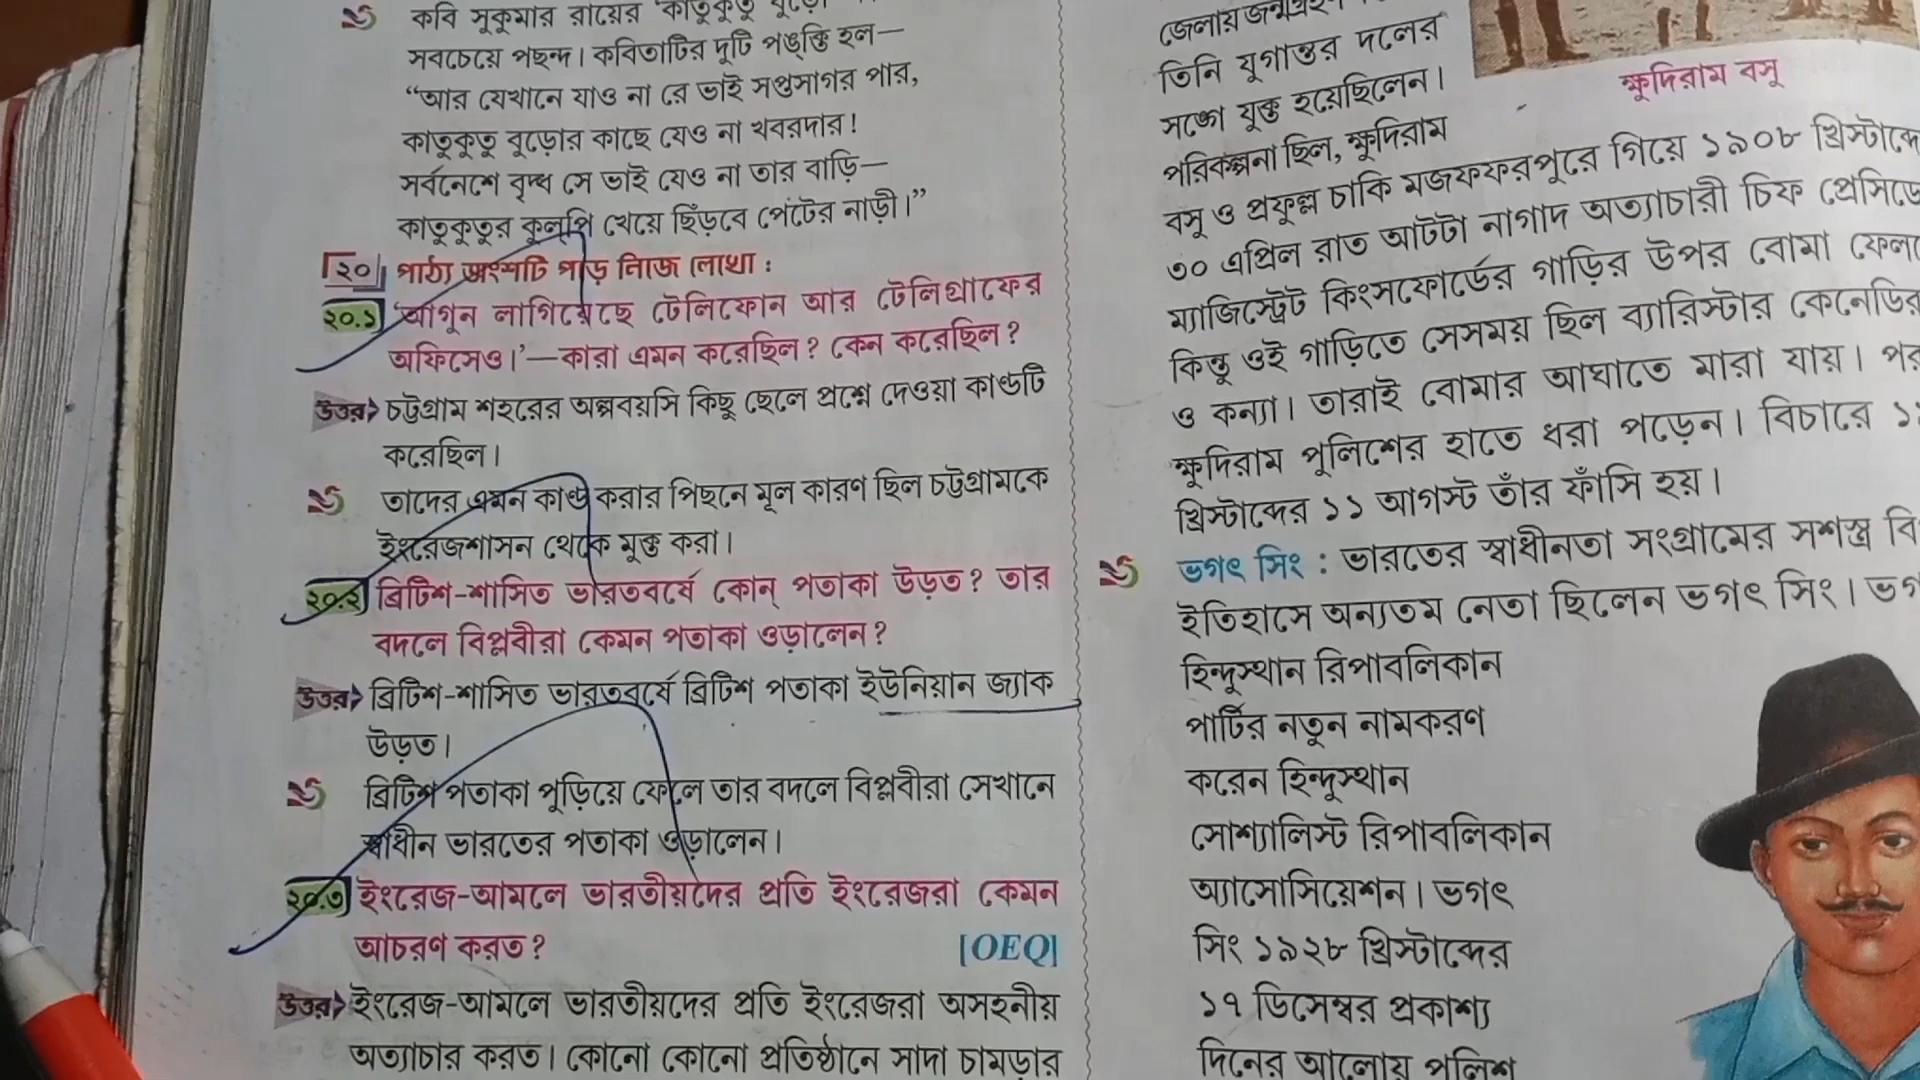 কবি সুকুমার রায়ের 'কাতুকুতু বুড়ো'
সবচেয়ে পছন্দ। কবিতাটির দুটি পঙ্‌ক্তি হল—
“আর যেখানে যাও না রে ভাই সপ্তসাগর পার,
কাতুকুতু বুড়োর কাছে যেও না খবরদার!
সর্বনেশে বৃদ্ধ সে ভাই যেও না তার বাড়ি—
কাতুকুতুর কুলপি খেয়ে ছিঁড়বে পেটের নাড়ী।”
২০ পাঠ্য অংশটি পড়ে নিজে লেখো :
২০.১ ‘আগুন লাগিয়েছে টেলিফোন আর টেলিগ্রাফের
অফিসেও।’—কারা এমন করেছিল? কেন করেছিল?
উত্তর চট্টগ্রাম শহরের অল্পবয়সি কিছু ছেলে প্রশ্নে দেওয়া কাণ্ডটি
করেছিল।
তাদের এমন কাণ্ড করার পিছনে মূল কারণ ছিল চট্টগ্রামকে
ইংরেজশাসন থেকে মুক্ত করা।
২০.২ ব্রিটিশ-শাসিত ভারতবর্ষে কোন্ পতাকা উড়ত? তার
বদলে বিপ্লবীরা কেমন পতাকা ওড়ালেন?
উত্তর ব্রিটিশ-শাসিত ভারতবর্ষে ব্রিটিশ পতাকা ইউনিয়ান জ্যাক
উড়ত।
ব্রিটিশ পতাকা পুড়িয়ে ফেলে তার বদলে বিপ্লবীরা সেখানে
স্বাধীন ভারতের পতাকা ওড়ালেন।
২০.৩ ইংরেজ-আমলে ভারতীয়দের প্রতি ইংরেজরা কেমন
আচরণ করত? [OEQ]
উত্তর ইংরেজ-আমলে ভারতীয়দের প্রতি ইংরেজরা অসহনীয়
অত্যাচার করত। কোনো কোনো প্রতিষ্ঠানে সাদা চামড়ার
জেলায় জন্মগ্রহণ
তিনি যুগান্তর দলের
সঙ্গে যুক্ত হয়েছিলেন।
ক্ষুদিরাম বসু
পরিকল্পনা ছিল, ক্ষুদিরাম
বসু ও প্রফুল্ল চাকি মজফফরপুরে গিয়ে ১৯০৮ খ্রিস্টাব্দে
৩০ এপ্রিল রাত আটটা নাগাদ অত্যাচারী চিফ প্রেসিডে
ম্যাজিস্ট্রেট কিংসফোর্ডের গাড়ির উপর বোমা ফেল
কিন্তু ওই গাড়িতে সেসময় ছিল ব্যারিস্টার কেনেডির
ও কন্যা। তারাই বোমার আঘাতে মারা যায়। পর
ক্ষুদিরাম পুলিশের হাতে ধরা পড়েন। বিচারে ১
খ্রিস্টাব্দের ১১ আগস্ট তাঁর ফাঁসি হয়।
ভগৎ সিং : ভারতের স্বাধীনতা সংগ্রামের সশস্ত্র বি
ইতিহাসে অন্যতম নেতা ছিলেন ভগৎ সিং। ভগ
হিন্দুস্থান রিপাবলিকান
পার্টির নতুন নামকরণ
করেন হিন্দুস্থান
সোশ্যালিস্ট রিপাবলিকান
অ্যাসোসিয়েশন। ভগৎ
সিং ১৯২৮ খ্রিস্টাব্দের
১৭ ডিসেম্বর প্রকাশ্য
দিনের আলোয় পুলিশ